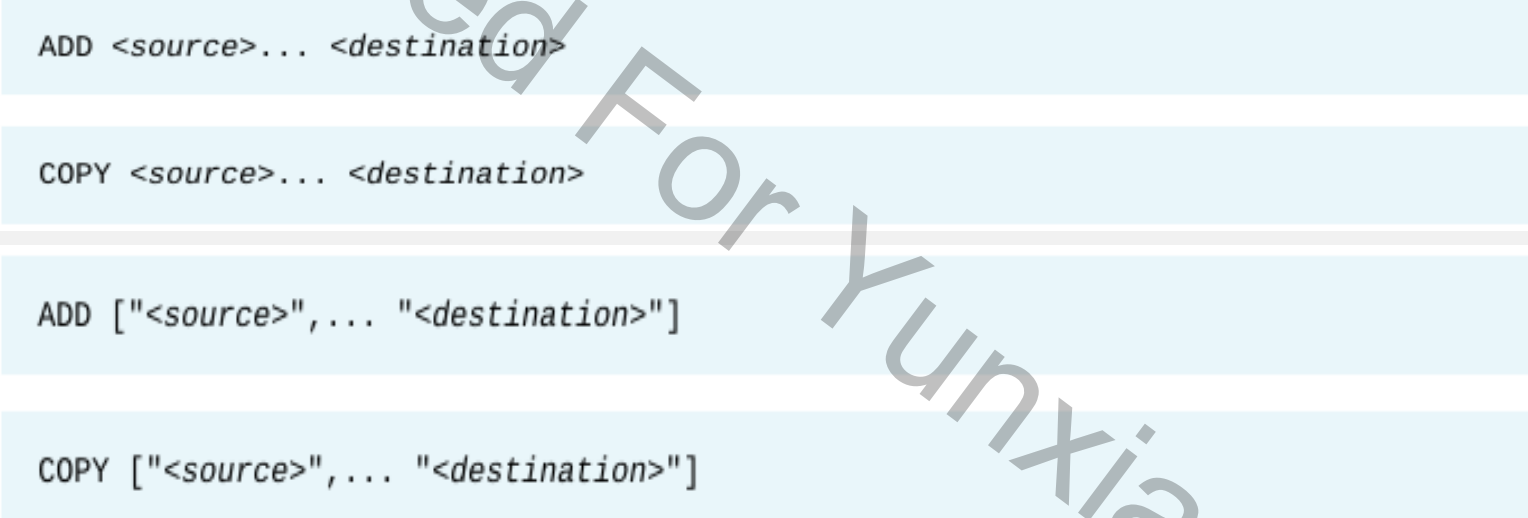 ADD <source>... <destination>
COPY <source>... <destination>
ADD ["<source>",... "<destination>"]
COPY ["<source>",... "<destination>"]
ed For Yunxia